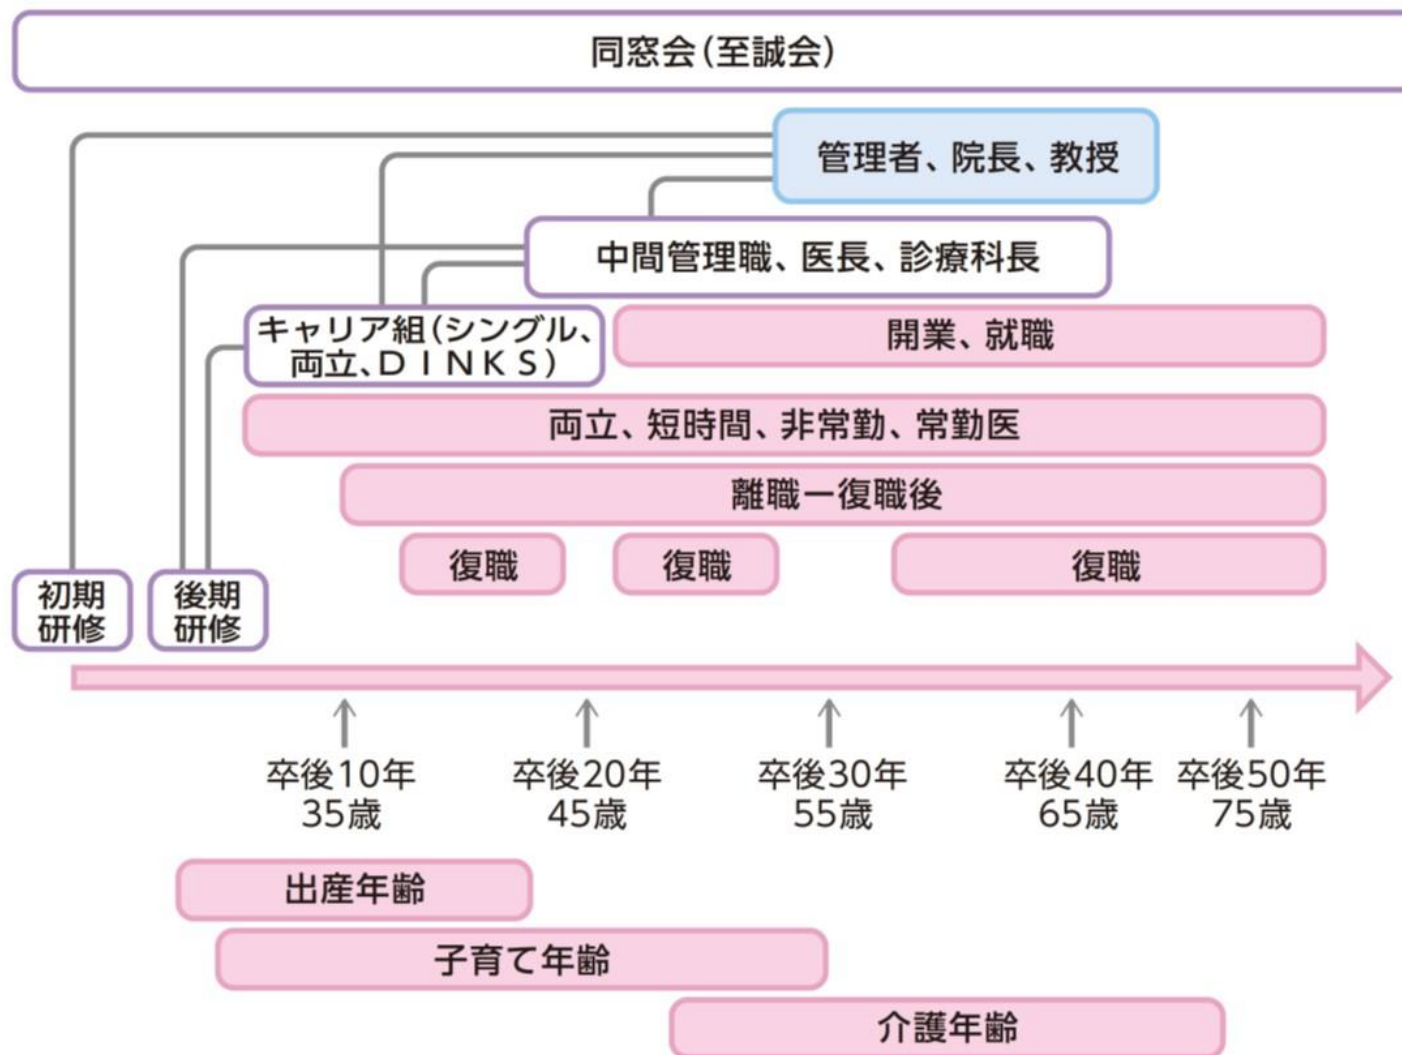 同窓会(至誠会)
管理者、院長、教授
中間管理職、医長、診療科長
キャリア組(シングル、
両立、DINKS)
開業、就職
両立、短時間、非常勤、常勤医
離職ー復職後
復職
復職
復職
初期
研修
後期
研修
卒後10年
35歳
卒後20年
45歳
卒後30年
55歳
卒後40年
65歳
卒後50年
75歳
出産年齢
子育て年齢
介護年齢